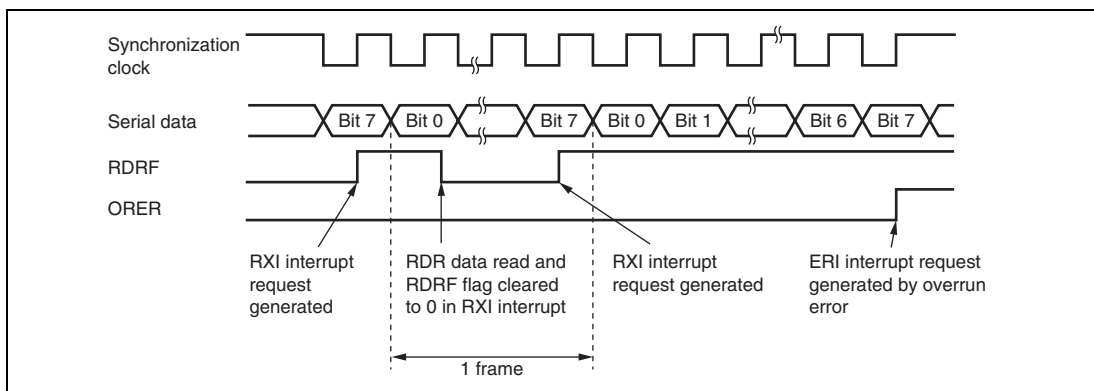 Synchronization
clock
Serial data
Bit 7 Bit 0 Bit 7 Bit 0 Bit 1 Bit 6 Bit 7
RDRF
ORER
RXI interrupt
request
generated
RDR data read and
RDRF flag cleared
to 0 in RXI interrupt
RXI interrupt
request generated
ERI interrupt request
generated by overrun
error
1 frame